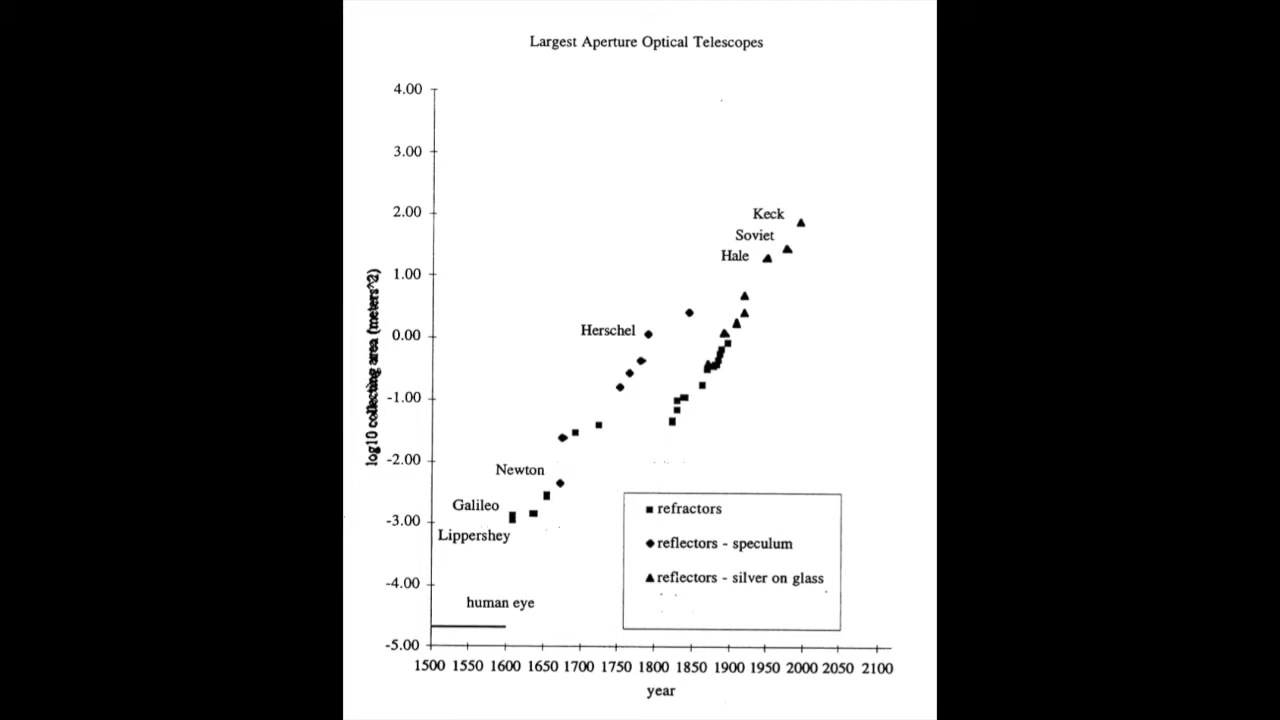 Largest Aperture Optical Telescopes
4.00
3.00
2.00
1.00
0.00
-1.00
-2.00
-3.00
-4.00
-5.00
log10 collecting area (meters^2)
Keck
Soviet
Hale
Herschel
Newton
Galileo
Lippershey
human eye
refractors
reflectors - speculum
reflectors - silver on glass
1500 1550 1600 1650 1700 1750 1800 1850 1900 1950 2000 2050 2100
year